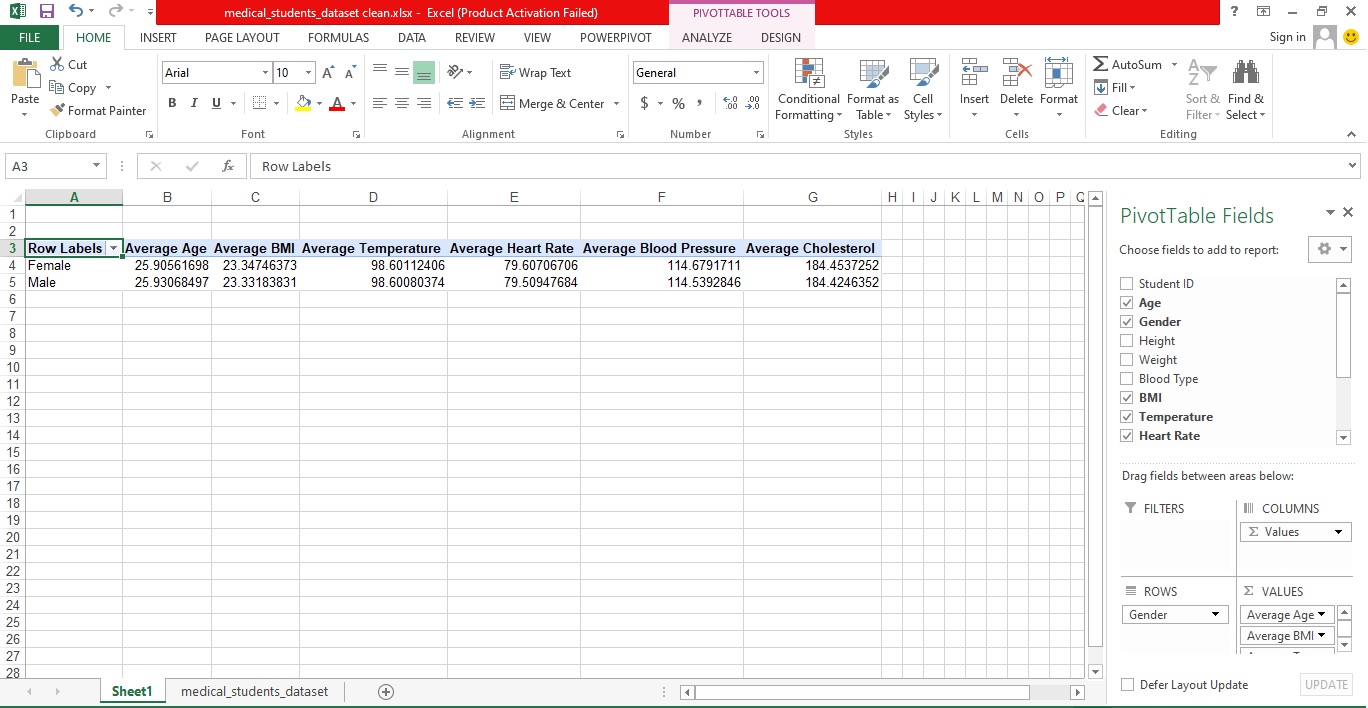 medical_students_dataset clean.xlsx - Excel (Product Activation Failed)
PIVOTTABLE TOOLS
?
FILE HOME INSERT PAGE LAYOUT FORMULAS DATA REVIEW VIEW POWERPIVOT ANALYZE DESIGN Sign in
Paste
Cut
Copy
Format Painter
Clipboard
Arial 10
B I U
Font
Wrap Text
Merge & Center
Alignment
General
$ % ,
Number
Conditional Formatting
Format as Table
Cell Styles
Styles
Insert Delete Format
Cells
AutoSum
Fill
Clear
Sort & Filter
Find & Select
Editing
A3 fx Row Labels
A B C D E F G H I J K L M N O P Q
1
2
3 Row Labels Average Age Average BMI Average Temperature Average Heart Rate Average Blood Pressure Average Cholesterol
4 Female 25.90561698 23.34746373 98.60112406 79.60706706 114.6791711 184.4537252
5 Male 25.93068497 23.33183831 98.60080374 79.50947684 114.5392846 184.4246352
6
7
8
9
10
11
12
13
14
15
16
17
18
19
20
21
22
23
24
25
26
27
28
Sheet1 medical_students_dataset
PivotTable Fields
Choose fields to add to report:
Student ID
Age
Gender
Height
Weight
Blood Type
BMI
Temperature
Heart Rate
Drag fields between areas below:
FILTERS
COLUMNS
Σ Values
ROWS
Gender
Σ VALUES
Average Age
Average BMI
Defer Layout Update UPDATE